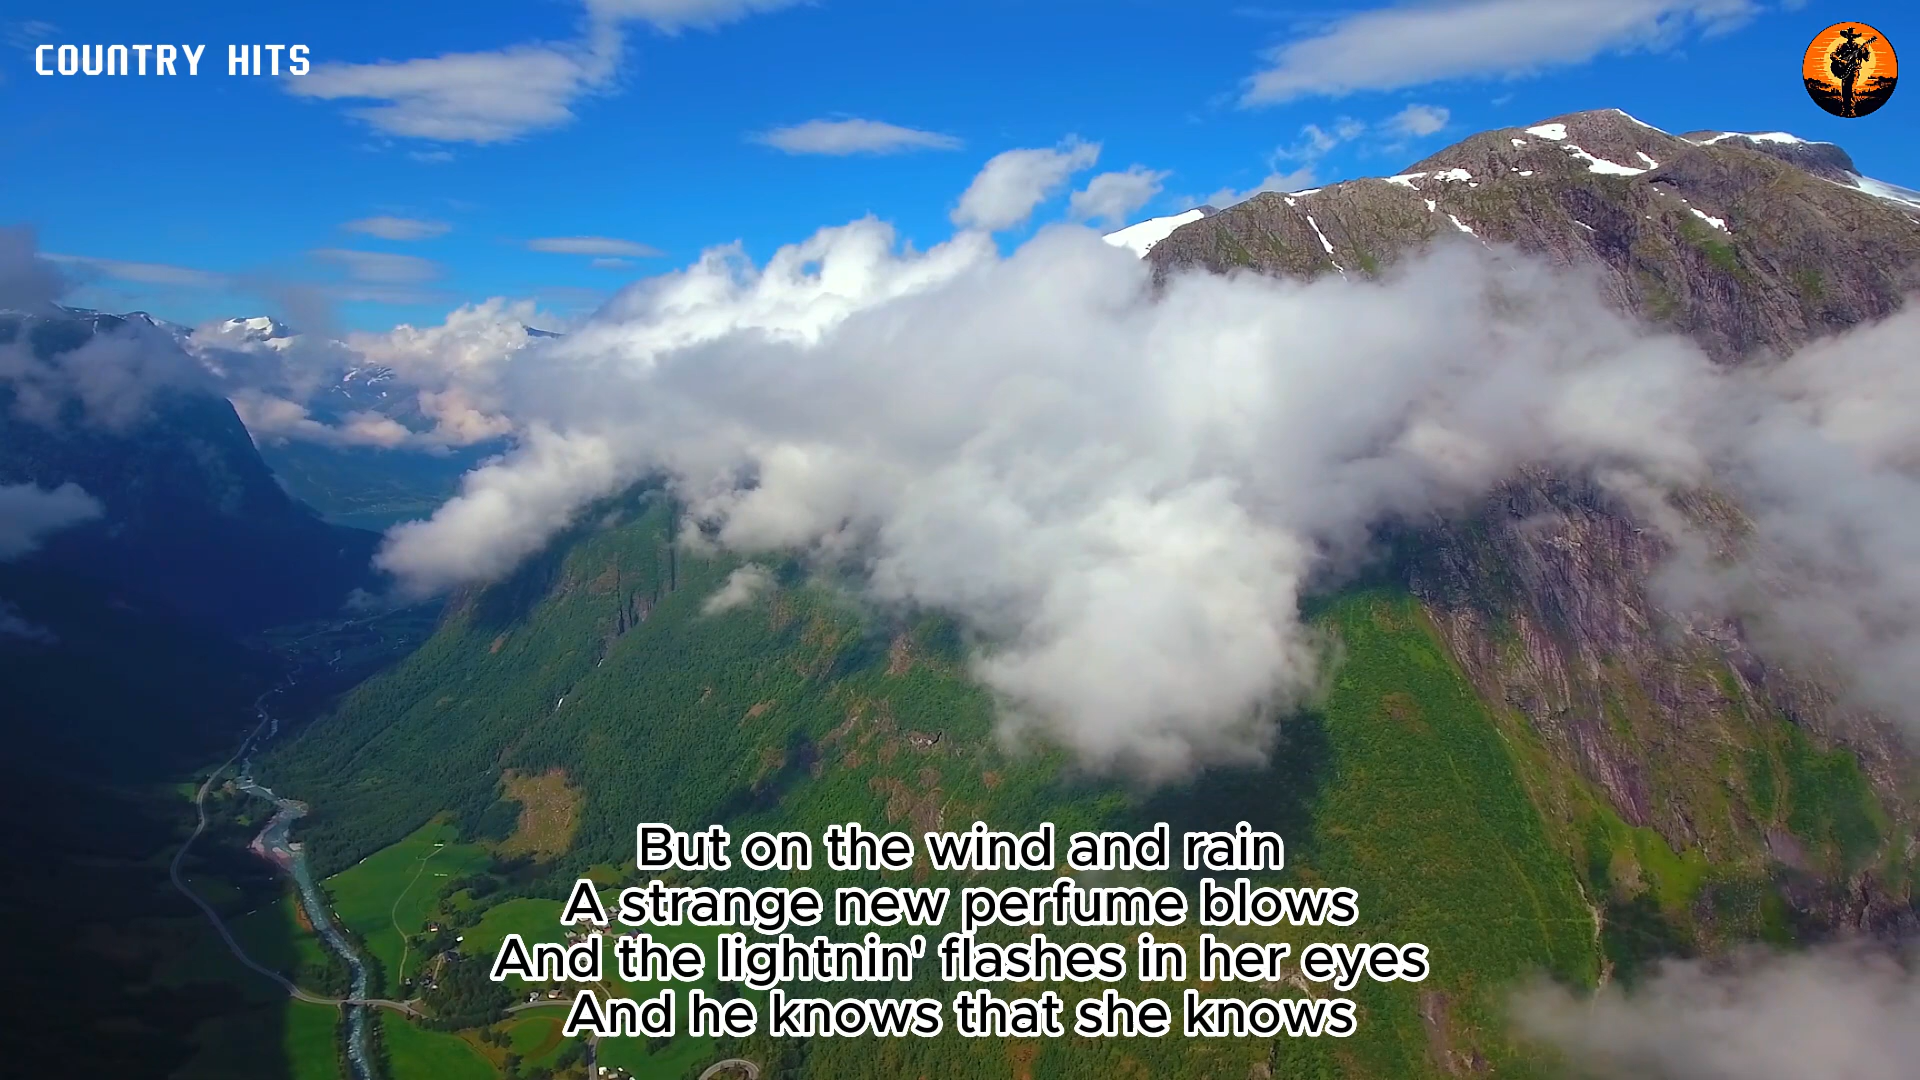 COUNTRY HITS
But on the wind and rain
A strange new perfume blows
And the lightnin' flashes in her eyes
And he knows that she knows